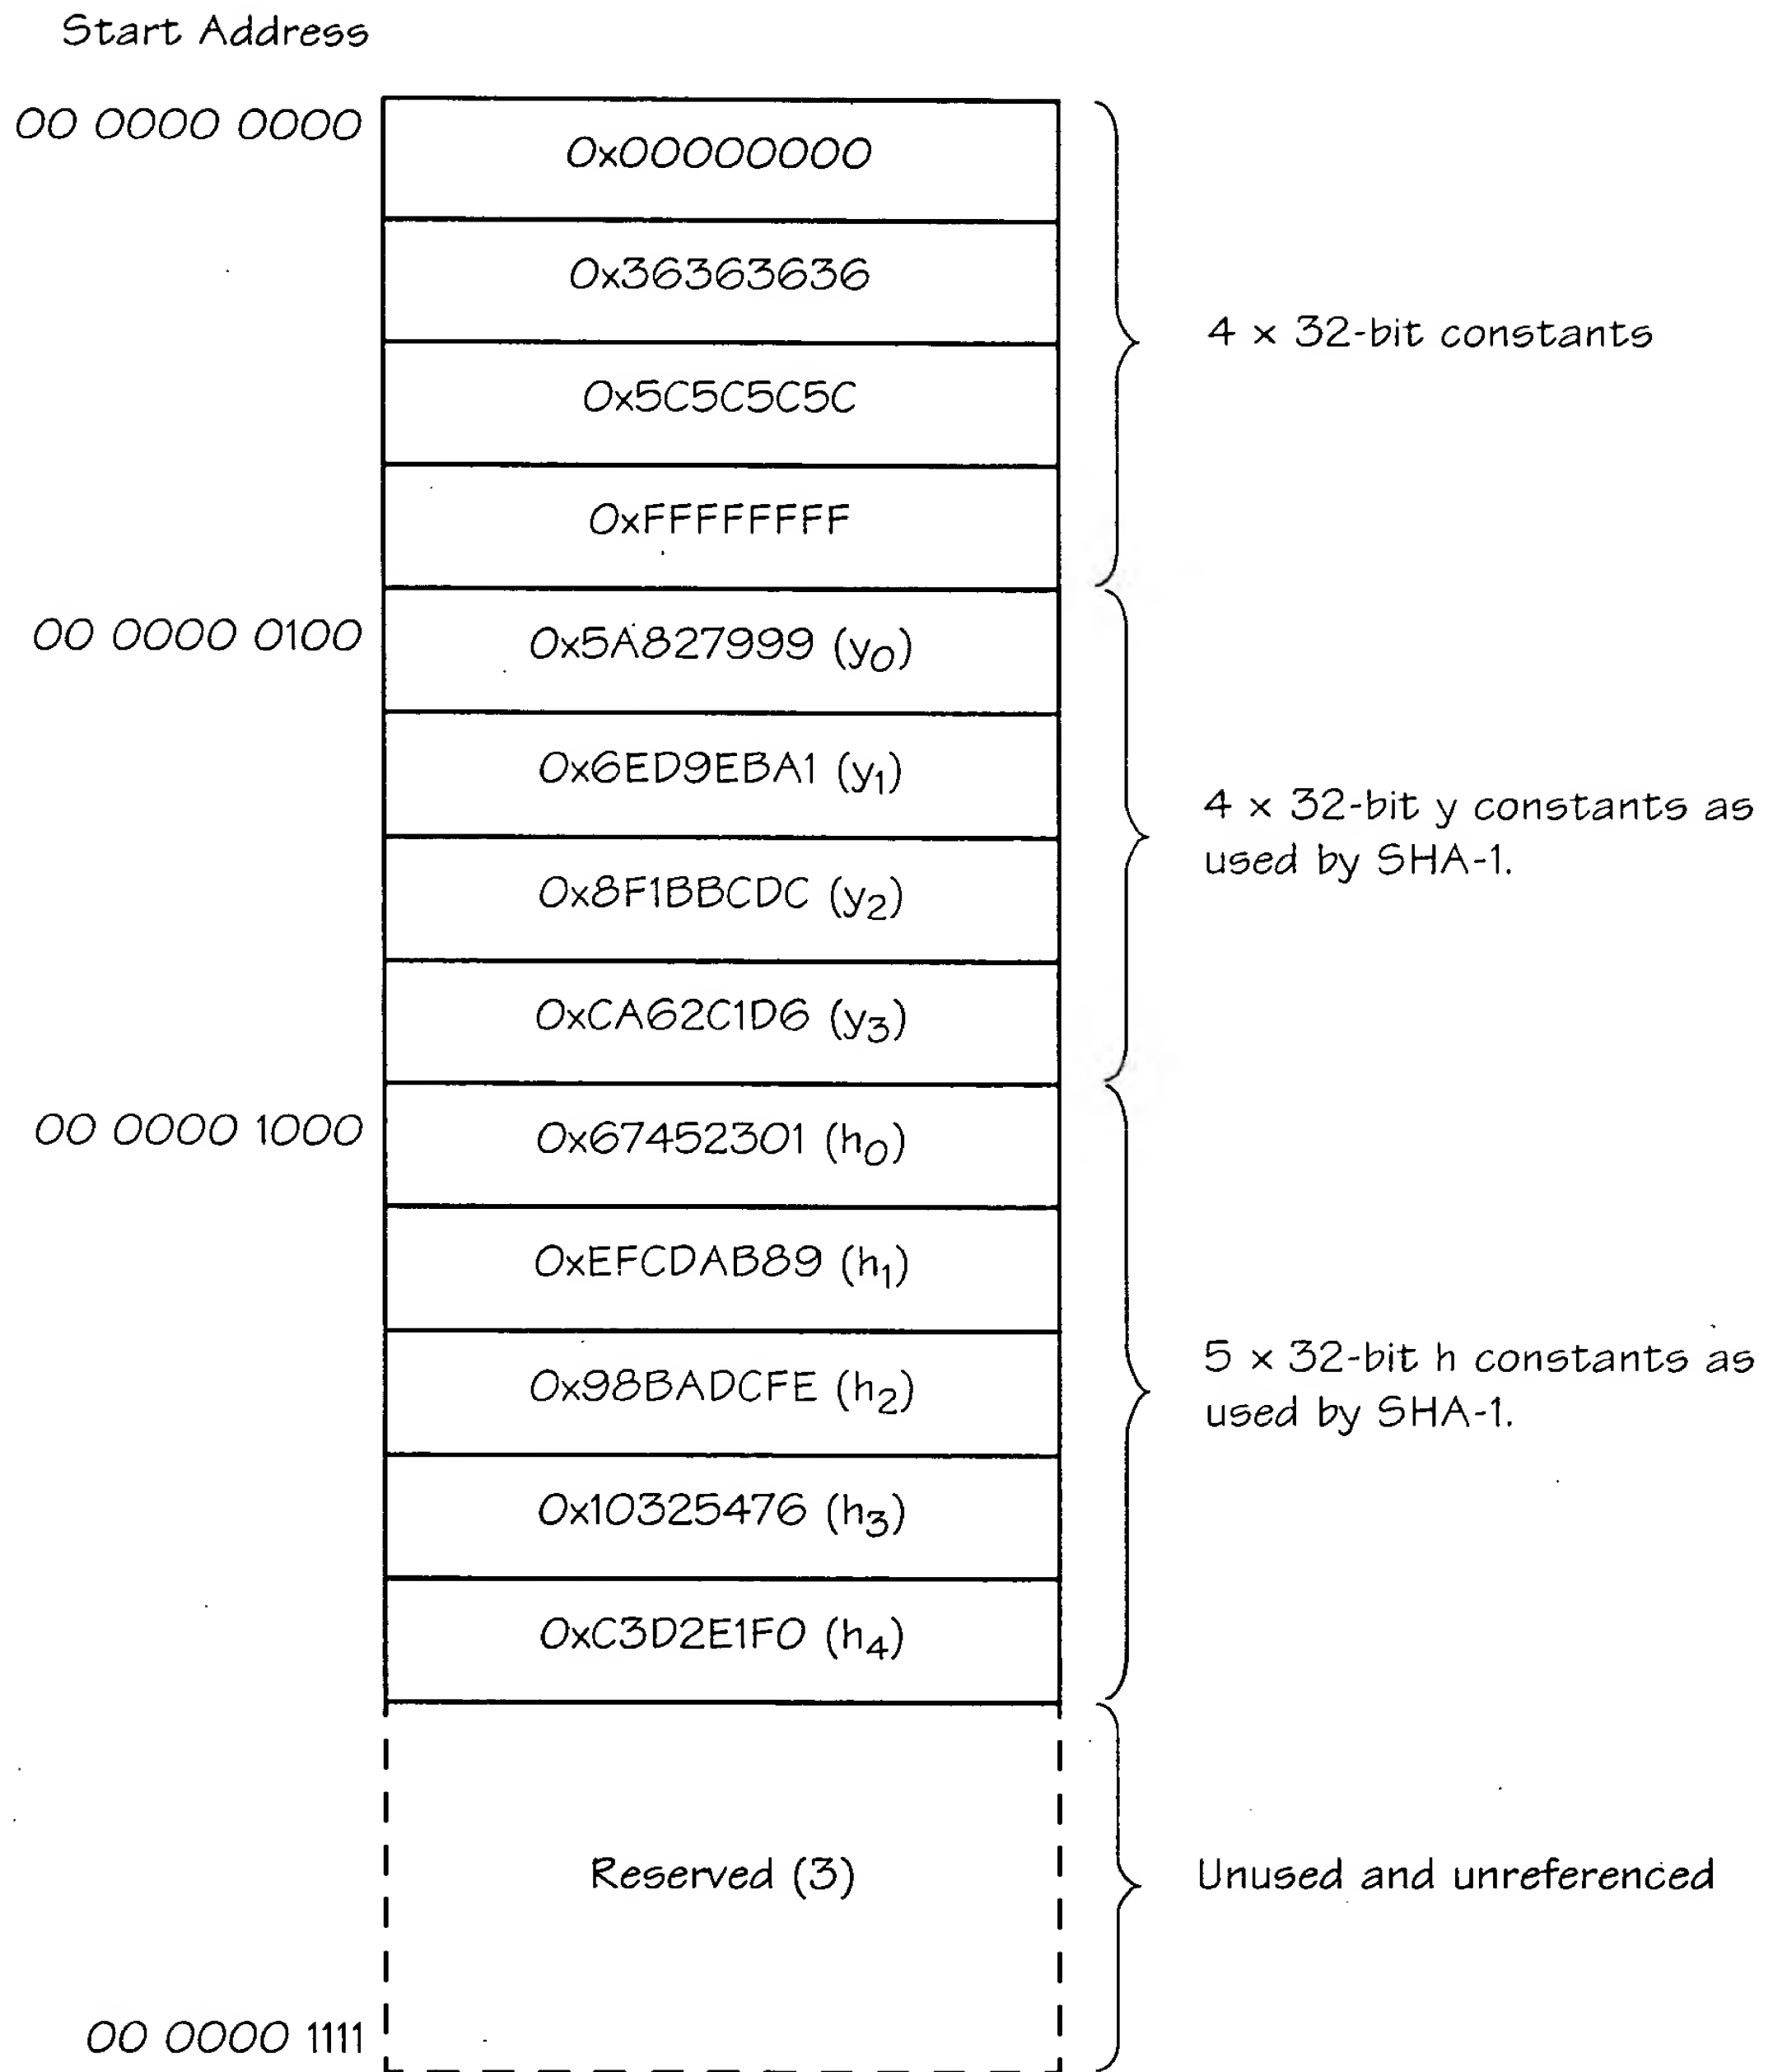 Start Address
00 0000 0000
0x00000000
0x36363636
0x5C5C5C5C
0xFFFFFFFF
4 x 32-bit constants
00 0000 0100
0x5A827999 (y0)
0x6ED9EBA1 (y1)
0x8F1BBCDC (y2)
0xCA62C1D6 (y3)
4 x 32-bit y constants as
used by SHA-1.
00 0000 1000
0x67452301 (h0)
0xEFCDAB89 (h1)
0x98BADCFE (h2)
0x10325476 (h3)
0xC3D2E1F0 (h4)
5 x 32-bit h constants as
used by SHA-1.
Reserved (3)
Unused and unreferenced
00 0000 1111